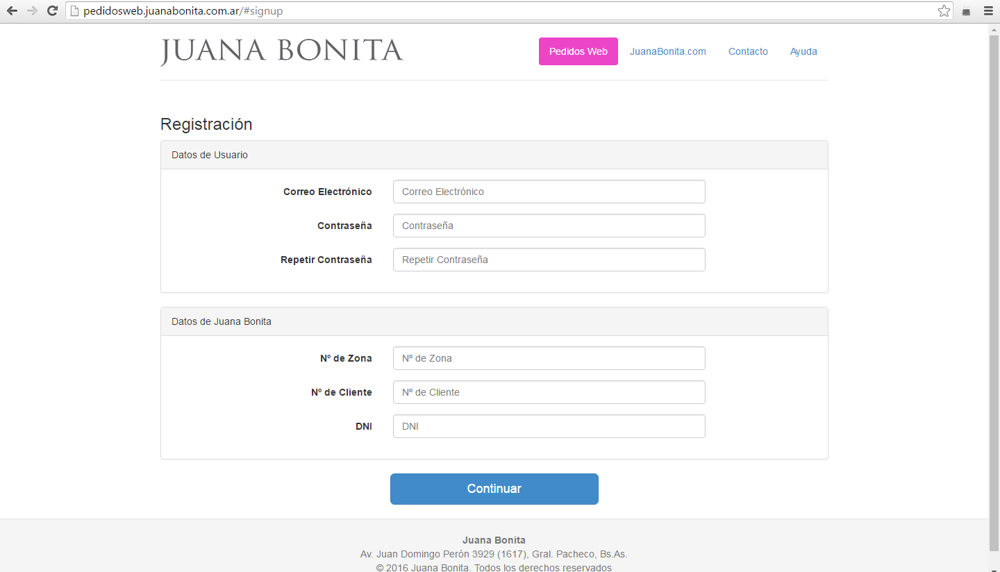 pedidosweb.juanabonita.com.ar/#signup
JUANA BONITA
Pedidos Web JuanaBonita.com Contacto Ayuda
Registración
Datos de Usuario
Correo Electrónico Correo Electrónico
Contraseña Contraseña
Repetir Contraseña Repetir Contraseña
Datos de Juana Bonita
Nº de Zona Nº de Zona
Nº de Cliente Nº de Cliente
DNI DNI
Continuar
Juana Bonita
Av. Juan Domingo Perón 3929 (1617), Gral. Pacheco, Bs.As.
© 2016 Juana Bonita. Todos los derechos reservados